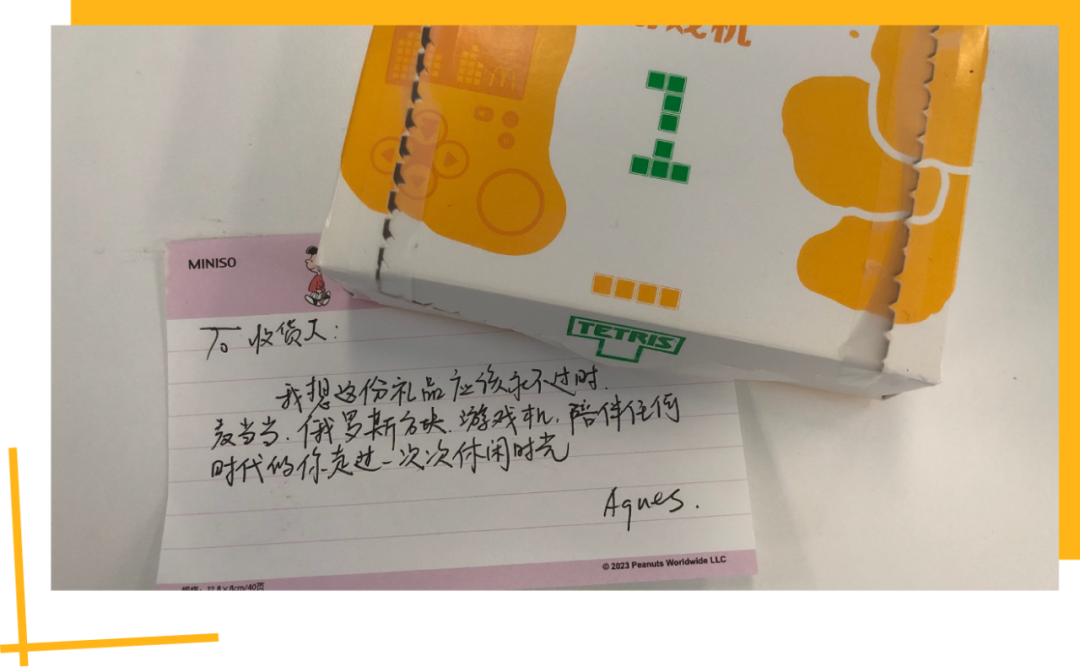 戏机
TETRIS
MINISO
To 收货人:
我想这份礼品应该永不过时.
麦当当.俄罗斯方块.游戏机.陪伴任何
时代的你走过一次次休闲时光
Agnes.
© 2023 Peanuts Worldwide LLC